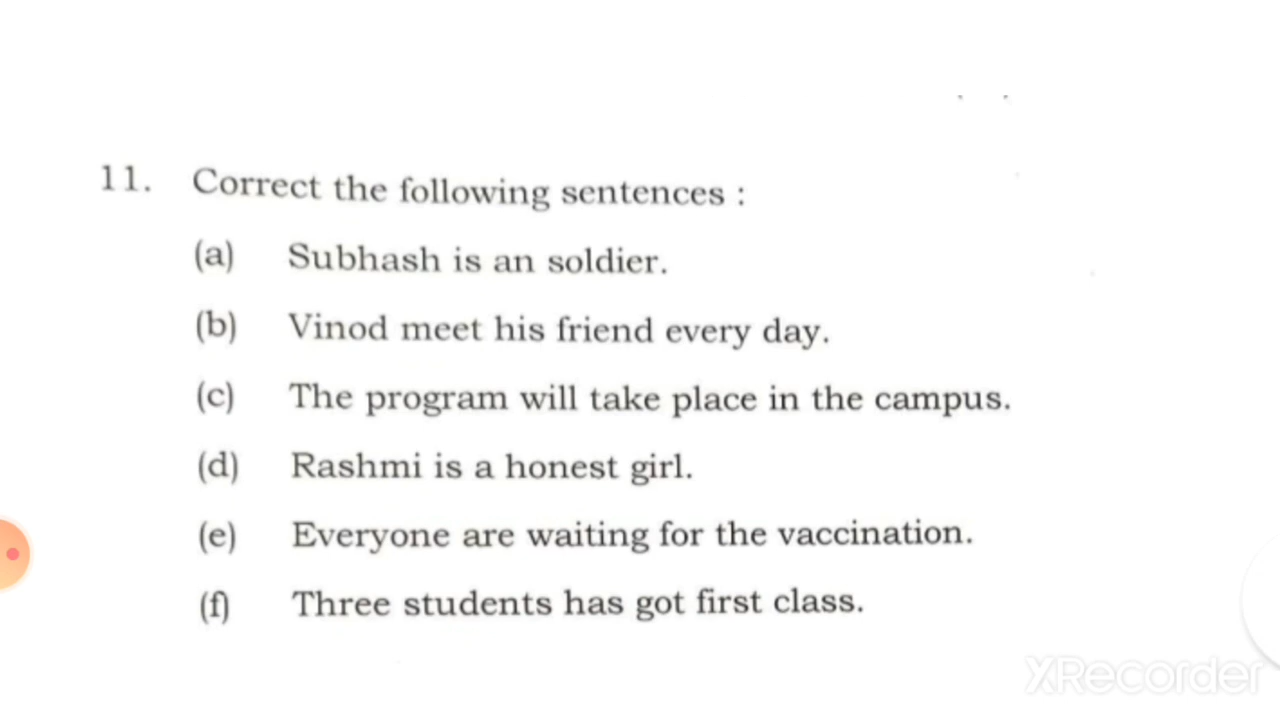 11. Correct the following sentences :
(a) Subhash is an soldier.
(b) Vinod meet his friend every day.
(c) The program will take place in the campus.
(d) Rashmi is a honest girl.
(e) Everyone are waiting for the vaccination.
(f) Three students has got first class.
XRecorder